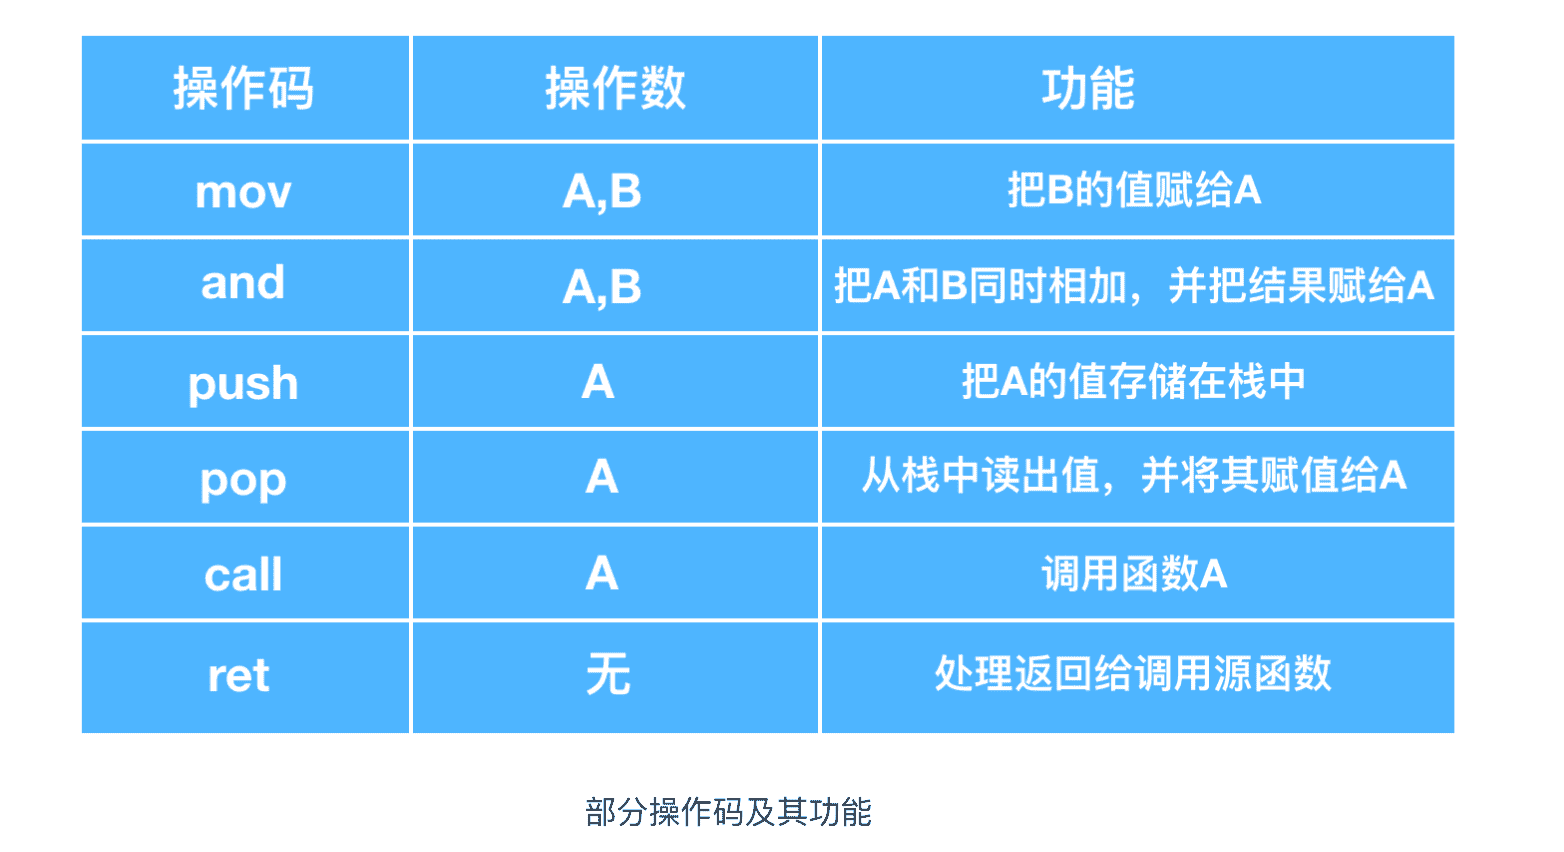 操作码 操作数 功能
mov A,B 把B的值赋给A
and A,B 把A和B同时相加，并把结果赋给A
push A 把A的值存储在栈中
pop A 从栈中读出值，并将其赋值给A
call A 调用函数A
ret 无 处理返回给调用源函数
部分操作码及其功能